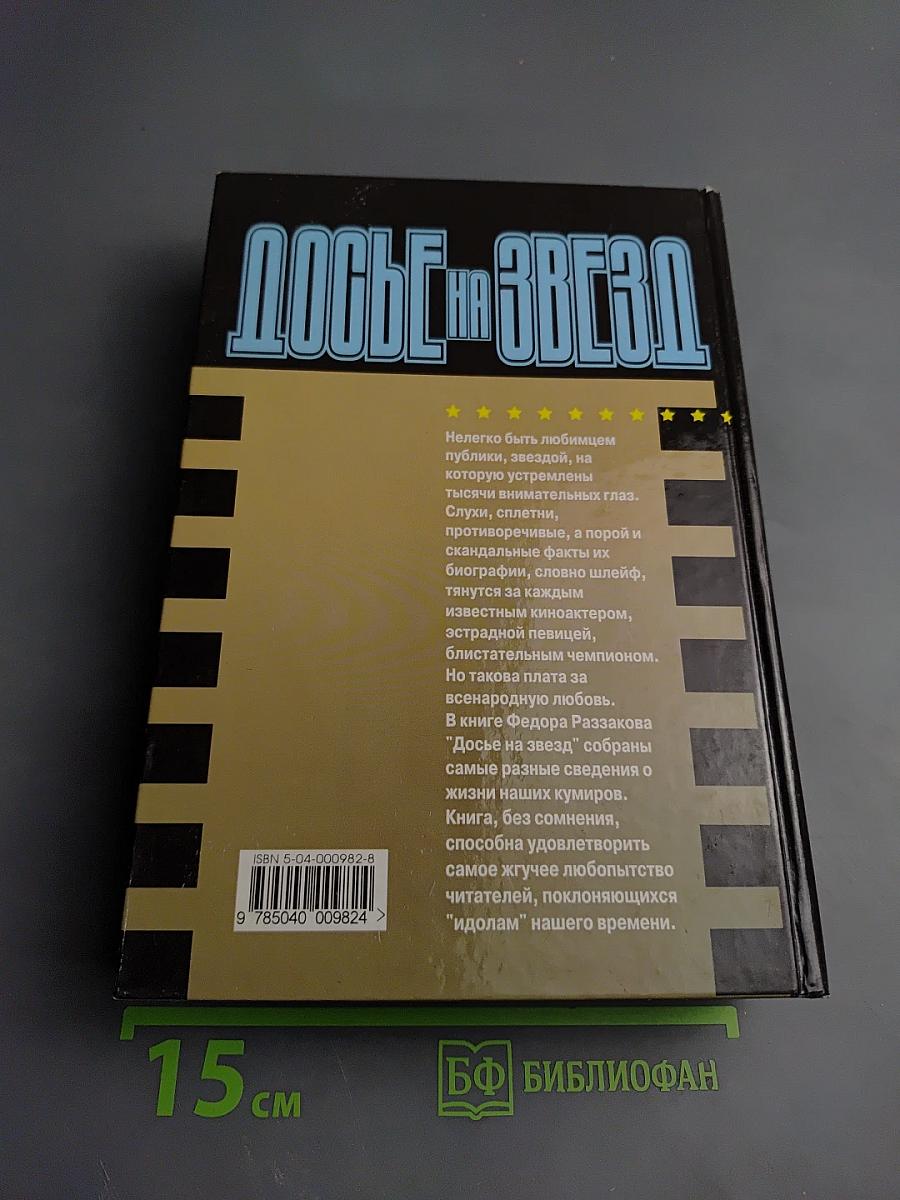 ДОСЬЕ НА ЗВЕЗД
Нелегко быть любимцем
публики, звездой, на
которую устремлены
тысячи внимательных глаз.
Слухи, сплетни,
противоречивые, а порой и
скандальные факты их
биографии, словно шлейф,
тянутся за каждым
известным киноактером,
эстрадной певицей,
блистательным чемпионом.
Но такова плата за
всенародную любовь.
В книге Федора Раззакова
"Досье на звезд" собраны
самые разные сведения о
жизни наших кумиров.
Книга, без сомнения,
способна удовлетворить
самое жгучее любопытство
читателей, поклоняющихся
"идолам" нашего времени.
ISBN 5-04-000982-8
9 785040 009824 >
15 см
БФ БИБЛИОФАН